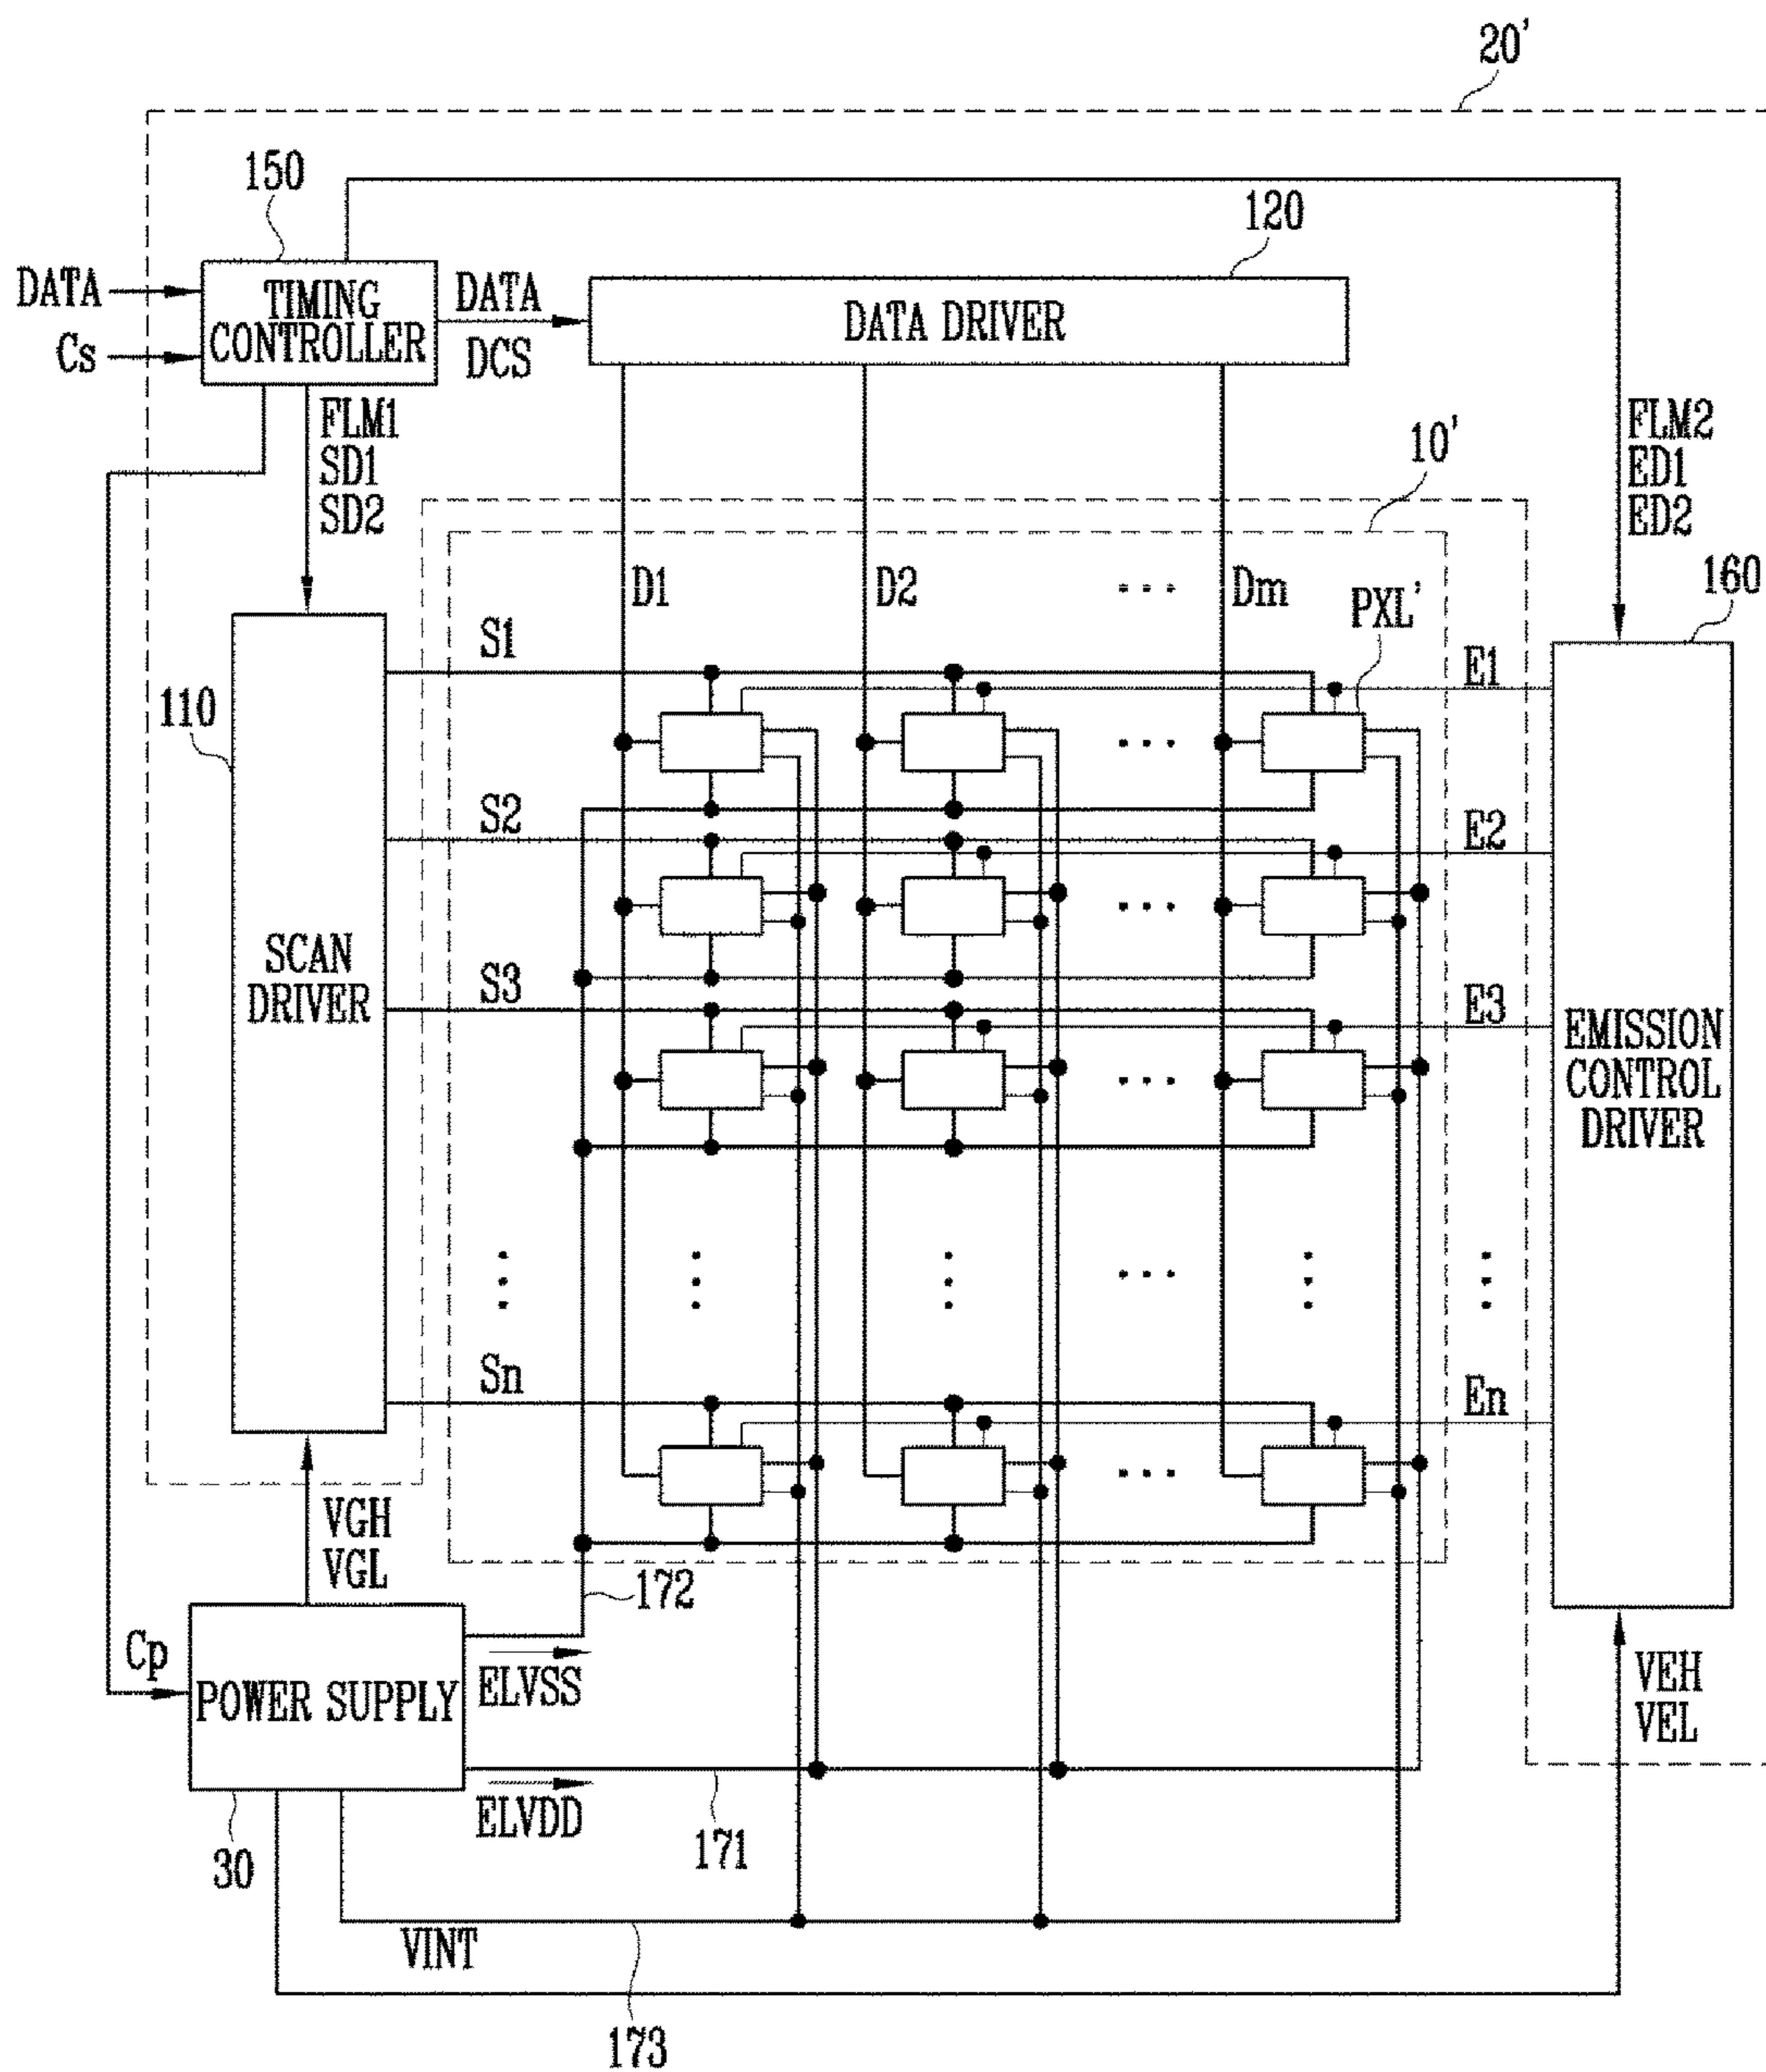 20'
150
120
DATA
Cs
TIMING
CONTROLLER
DATA
DCS
DATA DRIVER
FLM1
SD1
SD2
10'
FLM2
ED1
ED2
160
D1
D2
Dm
PXL'
110
S1
E1
S2
E2
SCAN
DRIVER
S3
E3
EMISSION
CONTROL
DRIVER
Sn
En
VGH
VGL
172
Cp
POWER SUPPLY
ELVSS
VEH
VEL
ELVDD
171
30
VINT
173